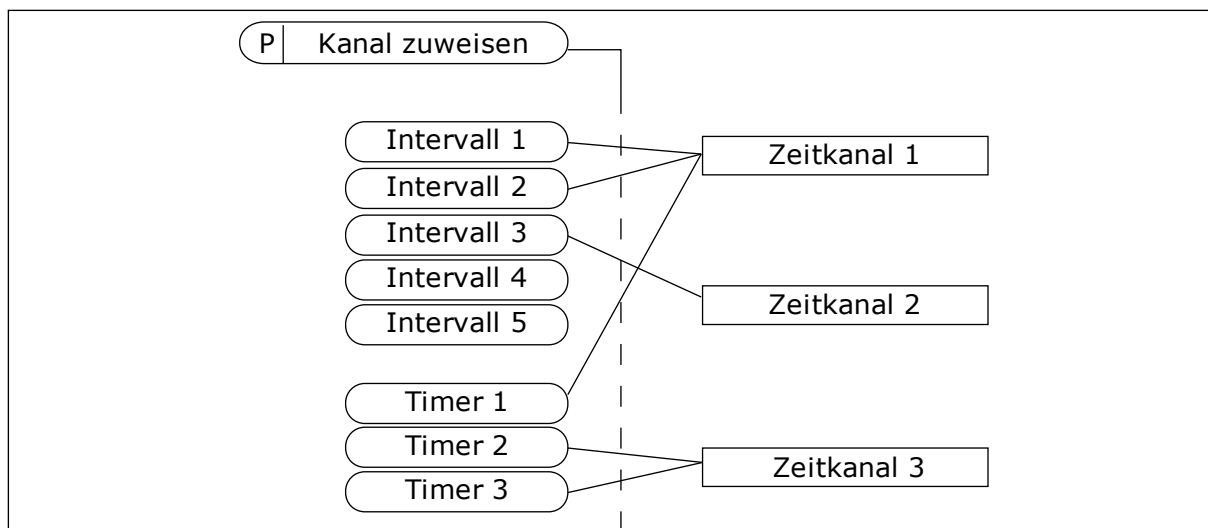 P Kanal zuweisen
Intervall 1
Zeitkanal 1
Intervall 2
Intervall 3
Intervall 4
Zeitkanal 2
Intervall 5
Timer 1
Timer 2
Zeitkanal 3
Timer 3